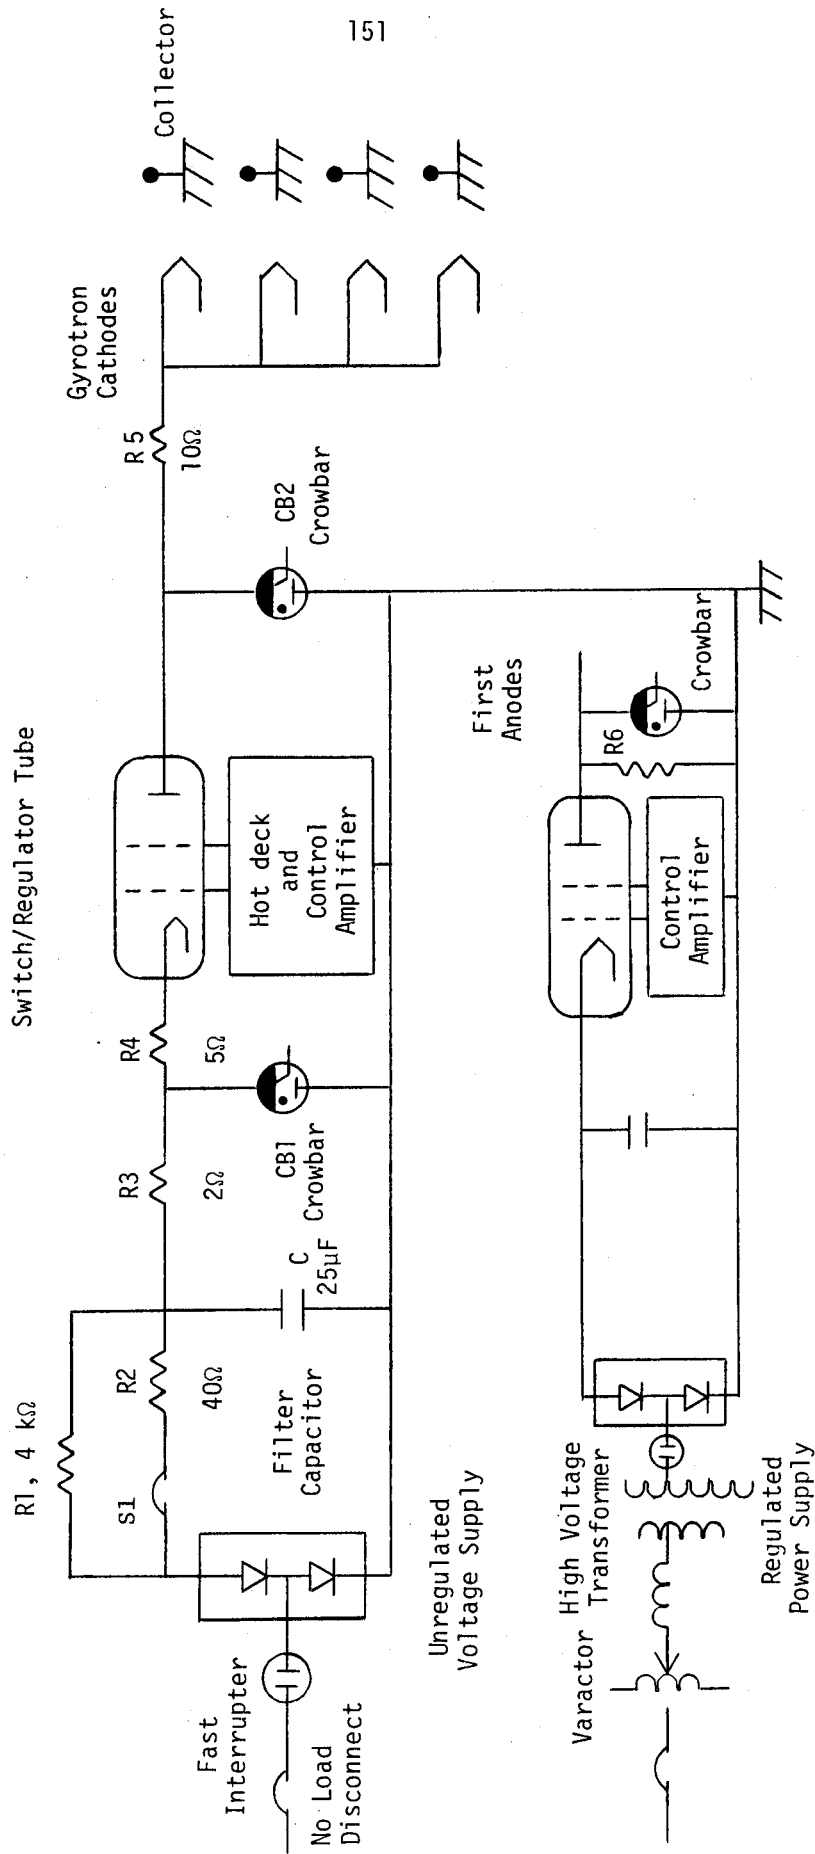 151
Switch/Regulator Tube
R1, 4 kΩ
S1
R2
40Ω
R3
2Ω
R4
5Ω
R5
10Ω
Gyrotron
Cathodes
Collector
Fast
Interrupter
No Load
Disconnect
Filter
Capacitor
C
25μF
CB1
Crowbar
Hot deck
and
Control
Amplifier
CB2
Crowbar
Unregulated
Voltage Supply
First
Anodes
R6
Crowbar
Control
Amplifier
Varactor
High Voltage
Transformer
Regulated
Power Supply